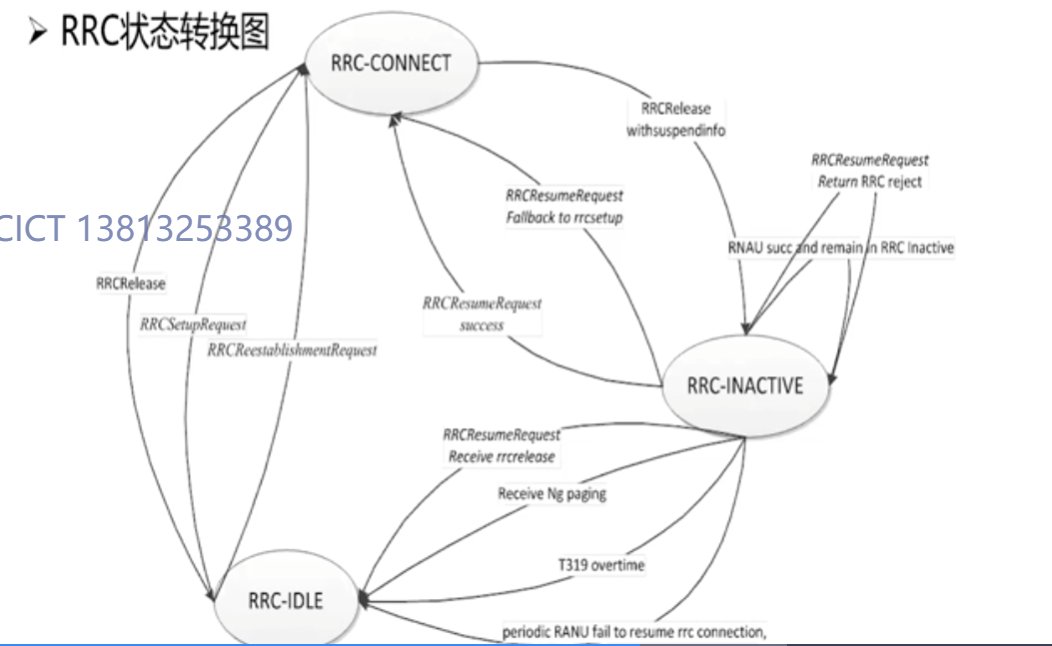 ➢ RRC状态转换图
RRC-CONNECT
RRCRelease
withsuspendinfo
RRCResumeRequest
Return RRC reject
RRCResumeRequest
Fallback to rrcsetup
CICT 13813253389
RNAU succ and remain in RRC Inactive
RRCRelease
RRCResumeRequest
success
RRCSetupRequest
RRCReestablishmentRequest
RRC-INACTIVE
RRCResumeRequest
Receive rrcrelease
Receive Ng paging
T319 overtime
RRC-IDLE
periodic RANU fail to resume rrc connection,